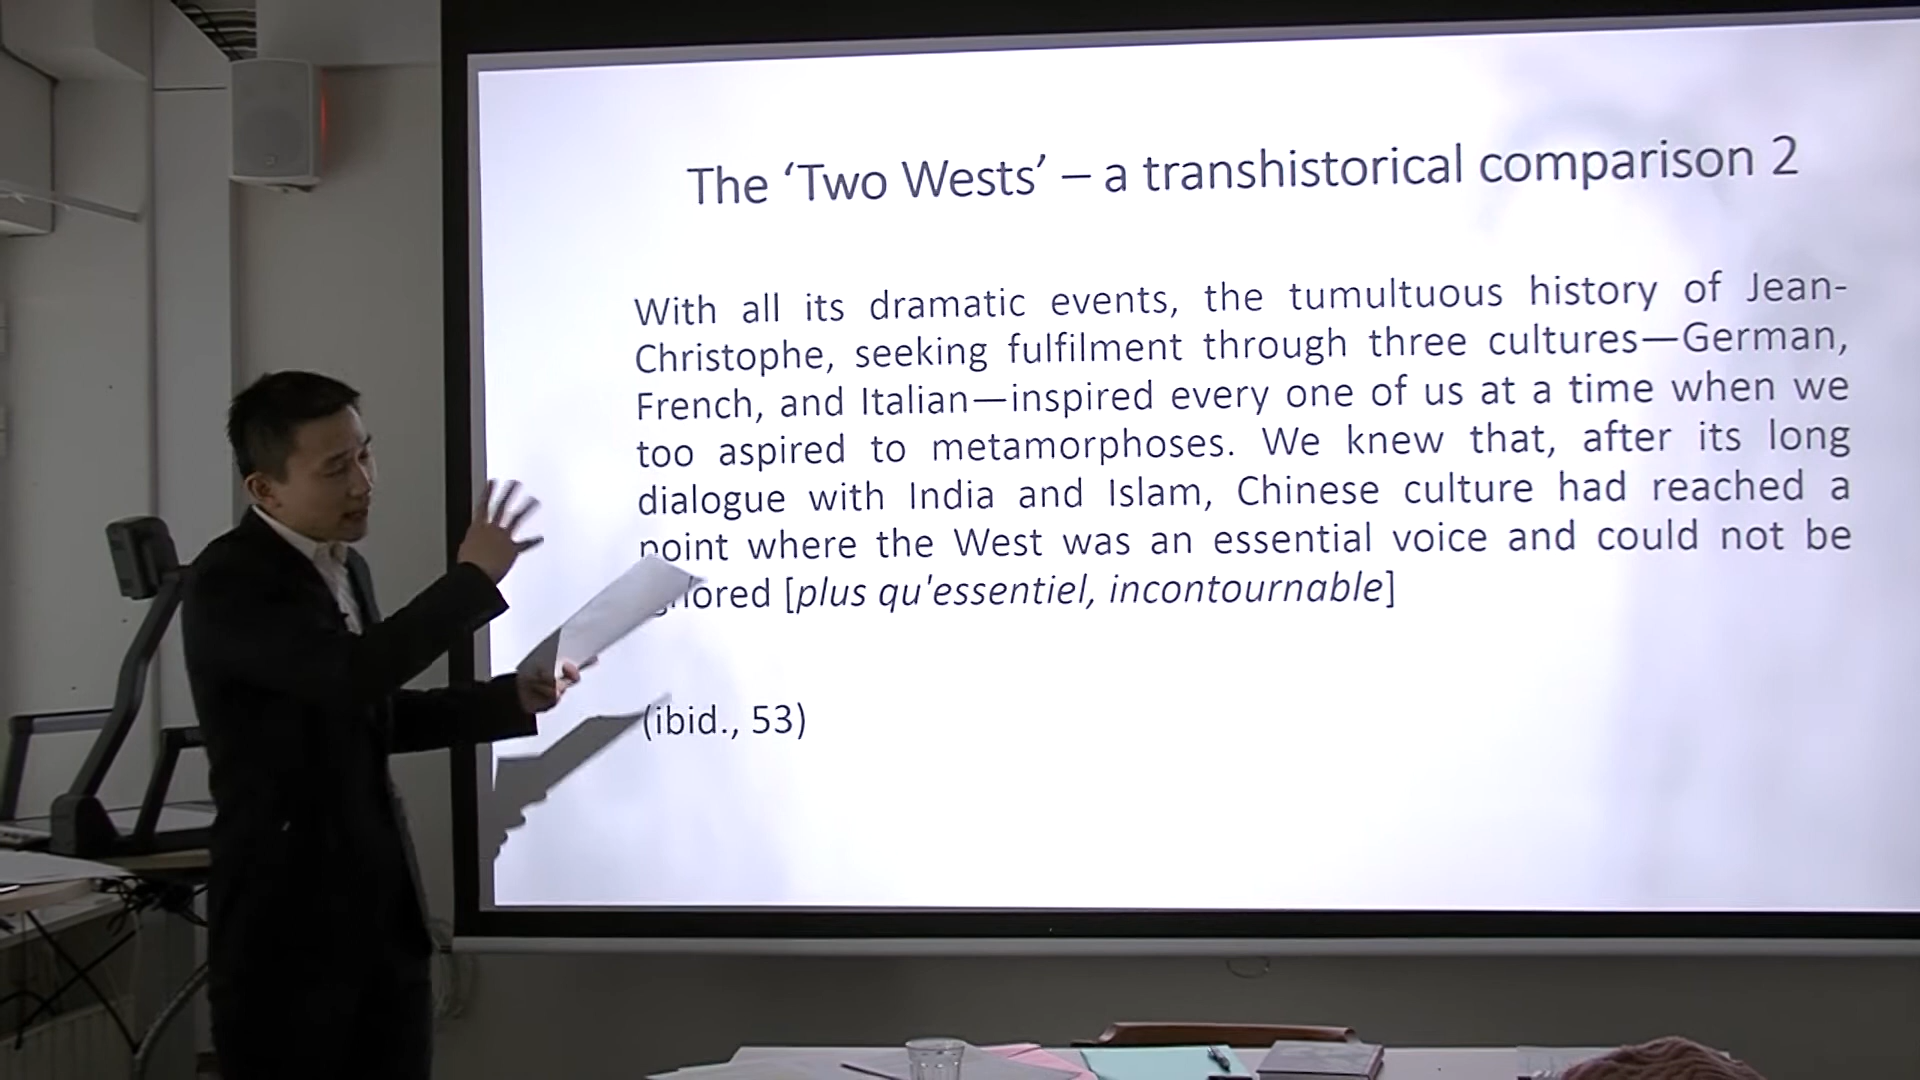 The ‘Two Wests’ – a transhistorical comparison 2
With all its dramatic events, the tumultuous history of Jean-
Christophe, seeking fulfilment through three cultures—German,
French, and Italian—inspired every one of us at a time when we
too aspired to metamorphoses. We knew that, after its long
dialogue with India and Islam, Chinese culture had reached a
point where the West was an essential voice and could not be
ignored [plus qu'essentiel, incontournable]
(ibid., 53)